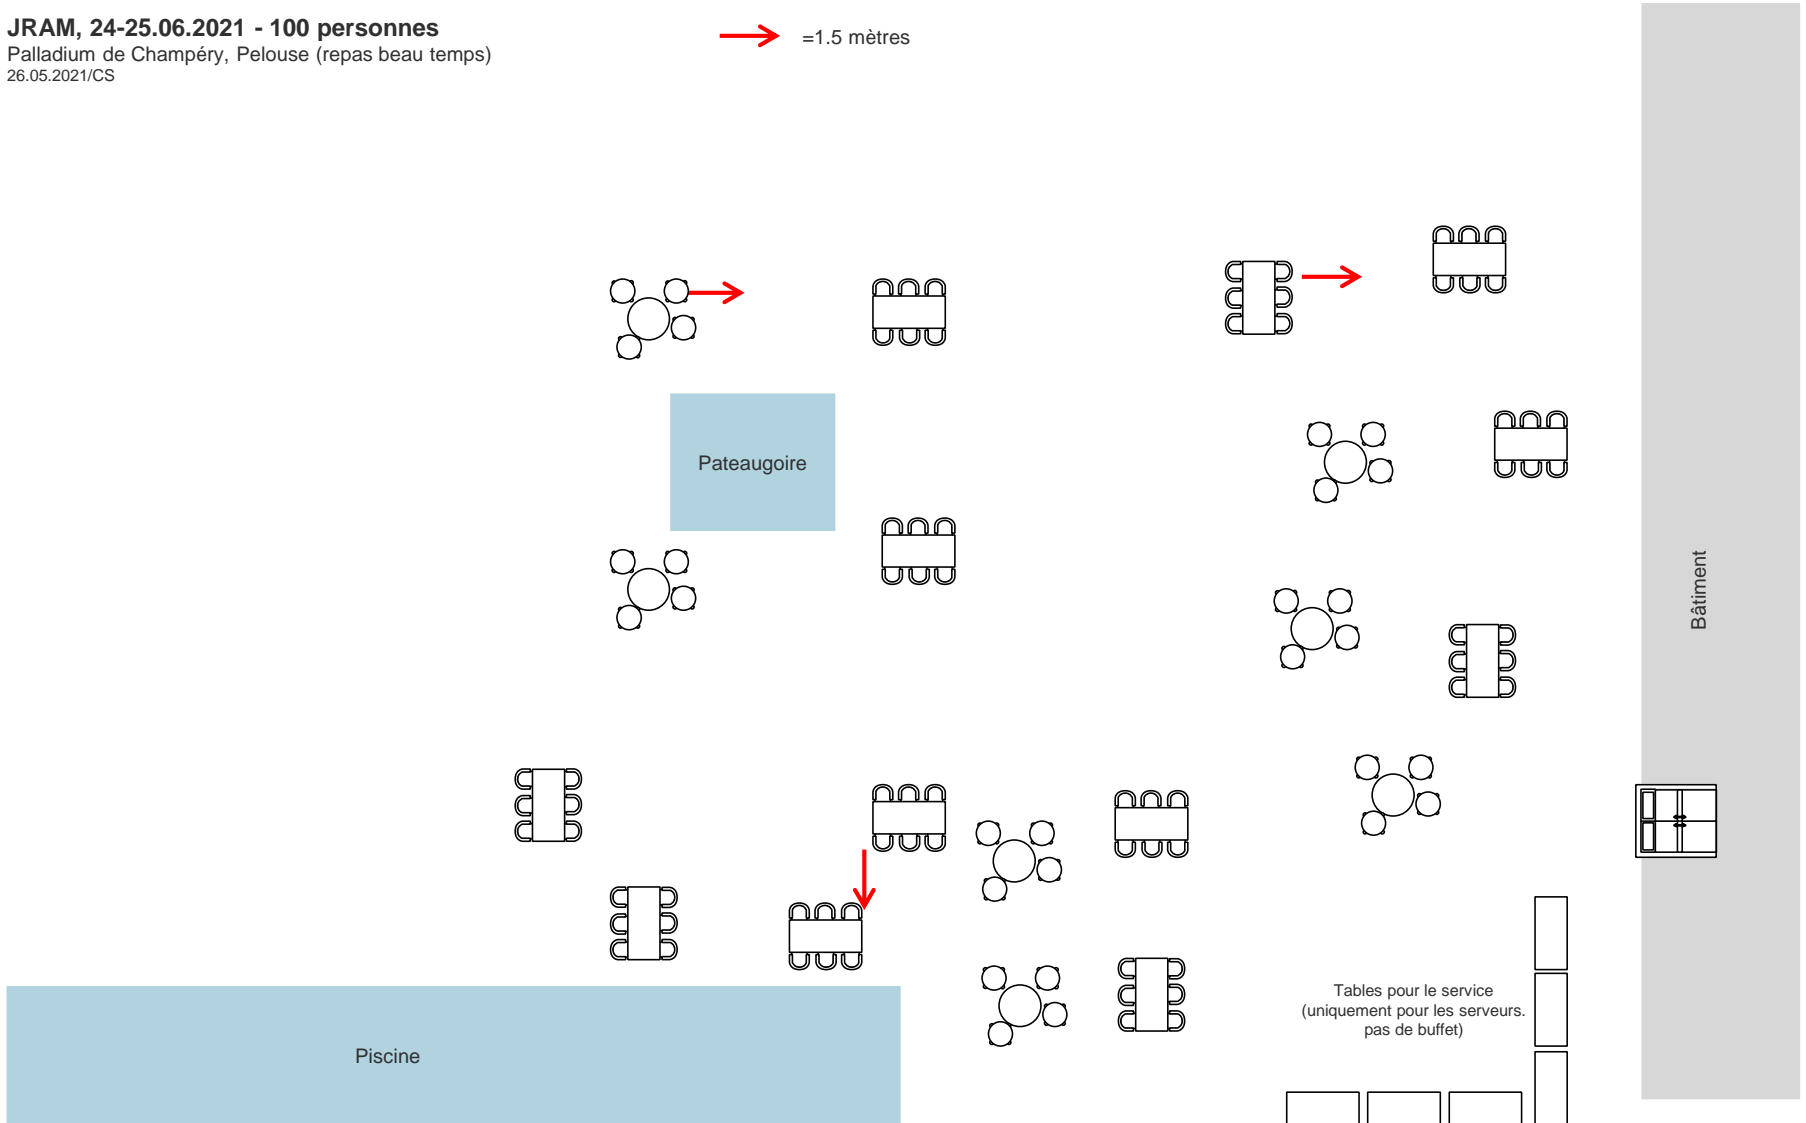 JRAM, 24-25.06.2021 - 100 personnes
Palladium de Champéry, Pelouse (repas beau temps)
26.05.2021/CS
=1.5 mètres
Pateaugoire
Bâtiment
Tables pour le service
(uniquement pour les serveurs.
pas de buffet)
Piscine